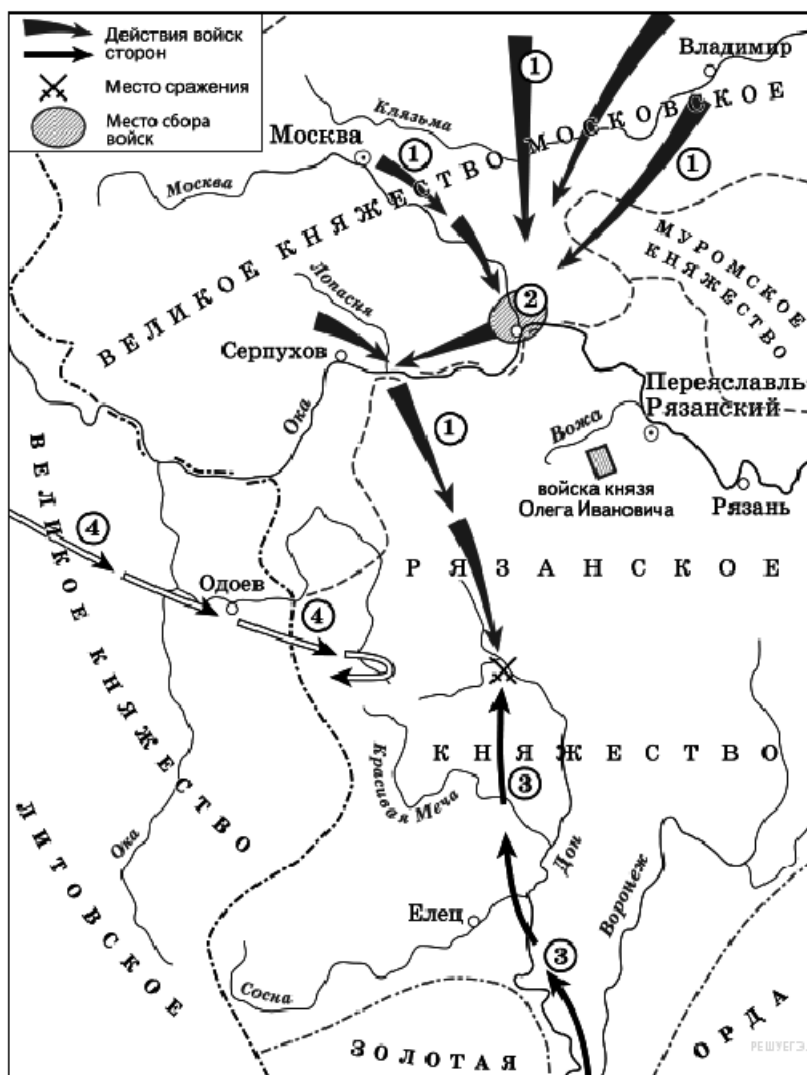 Действия войск
сторон
Место сражения
Место сбора
войск
1
Владимир
Клязьма
Москва
1
1
Москва
ВЕЛИКОЕ КНЯЖЕСТВО МОСКОВСКОЕ
МУРОМСКОЕ
КНЯЖЕСТВО
Лопасня
2
Серпухов
Ока
Переяславль-
Рязанский
1
Вожа
войска князя
Олега Ивановича
Рязань
4
Одоев
4
РЯЗАНСКОЕ
КНЯЖЕСТВО
ВЕЛИКОЕ КНЯЖЕСТВО
ЛИТОВСКОЕ
Красивая Меча
3
Ока
Дон
Воронеж
Елец
3
Сосна
ЗОЛОТАЯ
ОРДА
РЕШУЕГЭ.